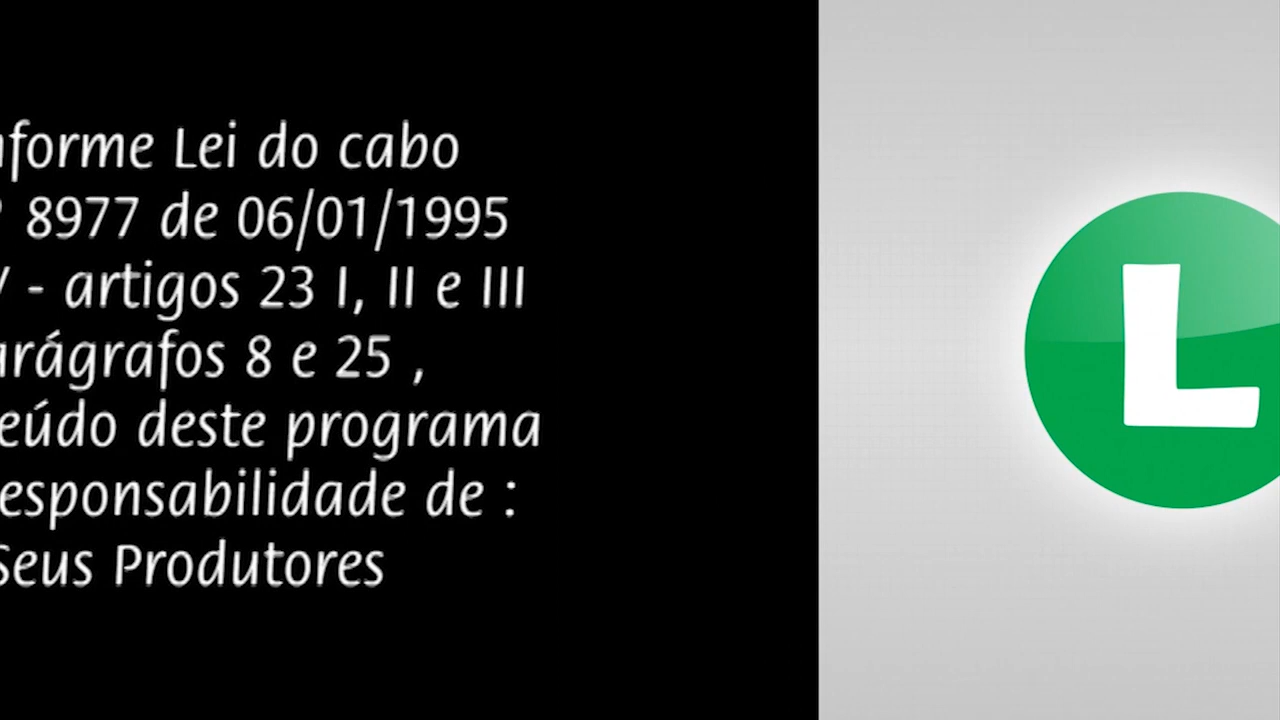 nforme Lei do cabo
° 8977 de 06/01/1995
V - artigos 23 I, II e III
arágrafos 8 e 25 ,
eúdo deste programa
esponsabilidade de :
Seus Produtores
L